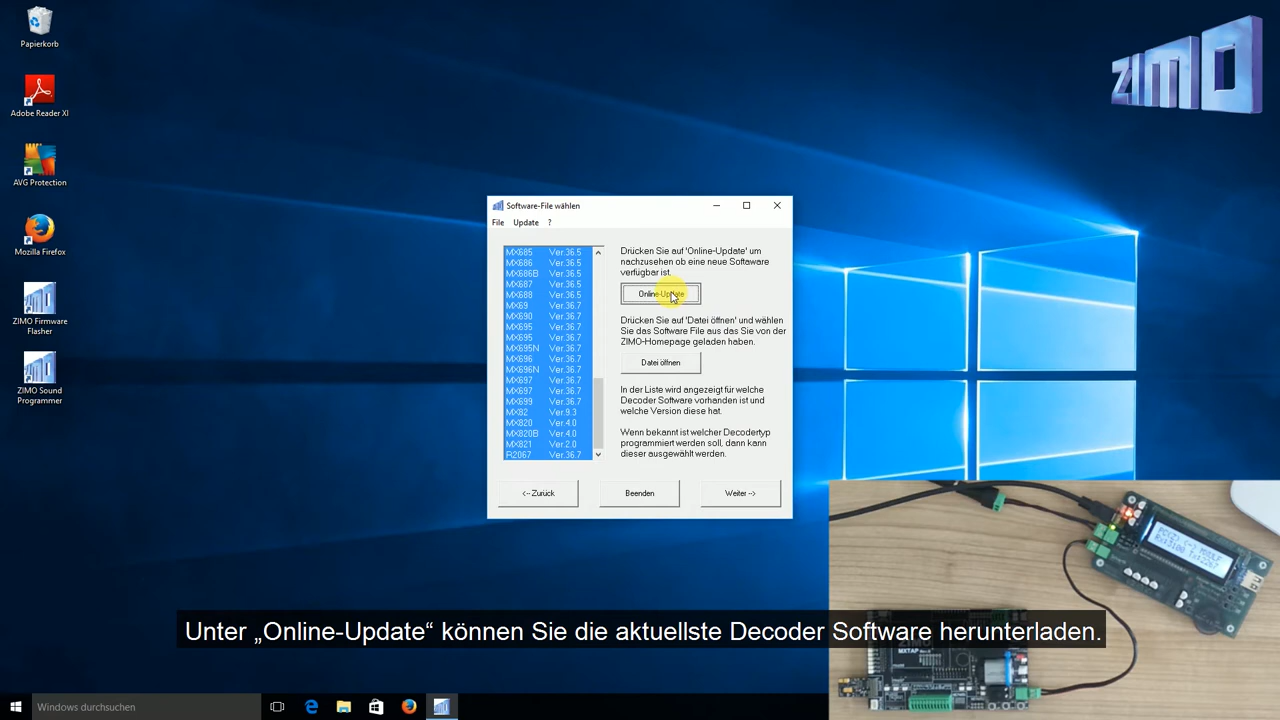 Papierkorb
Adobe Reader XI
AVG Protection
Mozilla Firefox
ZIMO Firmware
Flasher
ZIMO Sound
Programmer
ZIMO
Software-File wählen
File Update ?
MX685 Ver.36.5
MX686 Ver.36.5
MX686B Ver.36.5
MX687 Ver.36.5
MX688 Ver.36.5
MX69 Ver.36.7
MX690 Ver.36.7
MX695 Ver.36.7
MX695 Ver.36.7
MX695N Ver.36.7
MX696 Ver.36.7
MX696N Ver.36.7
MX697 Ver.36.7
MX697 Ver.36.7
MX699 Ver.36.7
MX82 Ver.9.3
MX820 Ver.4.0
MX820B Ver.4.0
MX821 Ver.2.0
R2067 Ver.36.7
Drücken Sie auf 'Online-Update' um
nachzusehen ob eine neue Softaware
verfügbar ist.
Online-Update
Drücken Sie auf 'Datei öffnen' und wählen
Sie das Software File aus das Sie von der
ZIMO-Homepage geladen haben.
Datei öffnen
In der Liste wird angezeigt für welche
Decoder Software vorhanden ist und
welche Version diese hat.
Wenn bekannt ist welcher Decodertyp
programmiert werden soll, dann kann
dieser ausgewählt werden.
<-- Zurück
Beenden
Weiter -->
ZIMO
MXTAP
Unter „Online-Update“ können Sie die aktuellste Decoder Software herunterladen.
Windows durchsuchen